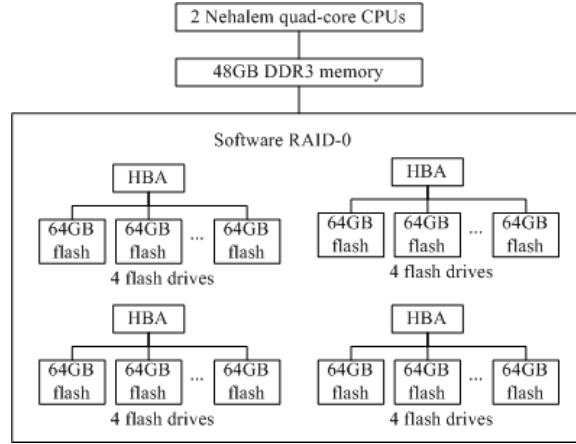 2 Nehalem quad-core CPUs
48GB DDR3 memory
Software RAID-0
HBA
64GB flash
64GB flash
...
64GB flash
4 flash drives
HBA
64GB flash
64GB flash
...
64GB flash
4 flash drives
HBA
64GB flash
64GB flash
...
64GB flash
4 flash drives
HBA
64GB flash
64GB flash
...
64GB flash
4 flash drives